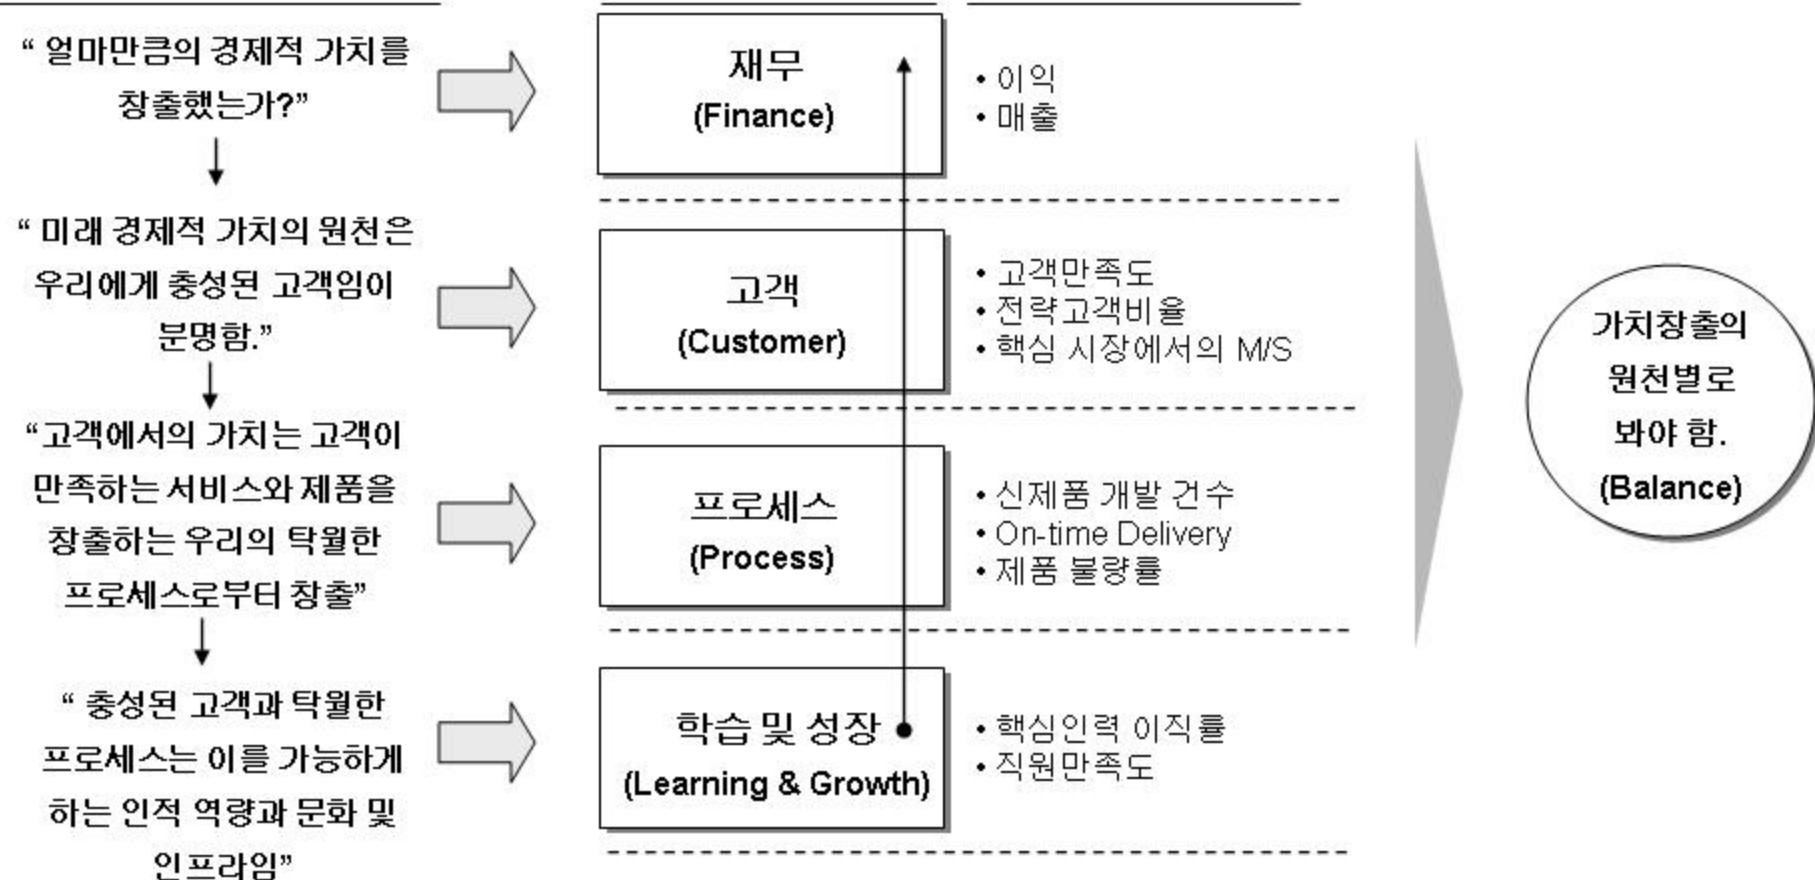 “ 얼마만큼의 경제적 가치를
창출했는가?”
재무
(Finance)
• 이익
• 매출
“ 미래 경제적 가치의 원천은
우리에게 충성된 고객임이
분명함.”
고객
(Customer)
• 고객만족도
• 전략고객비율
• 핵심 시장에서의 M/S
“고객에서의 가치는 고객이
만족하는 서비스와 제품을
창출하는 우리의 탁월한
프로세스로부터 창출”
프로세스
(Process)
• 신제품 개발 건수
• On-time Delivery
• 제품 불량률
“ 충성된 고객과 탁월한
프로세스는 이를 가능하게
하는 인적 역량과 문화 및
인프라임”
학습 및 성장
(Learning & Growth)
• 핵심인력 이직률
• 직원만족도
가치창출의
원천별로
봐야 함.
(Balance)